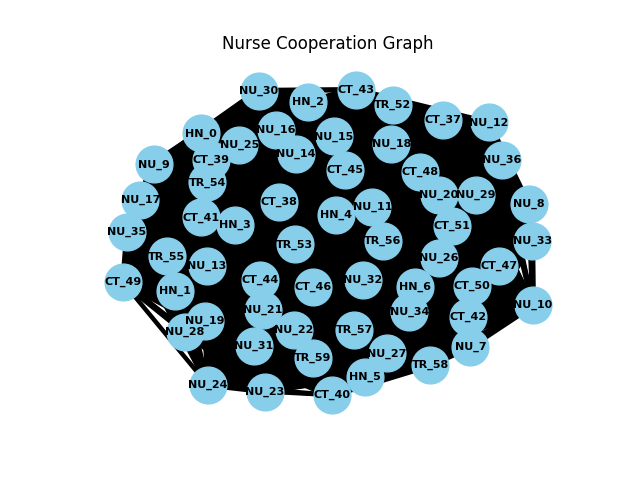 Nurse Cooperation Graph
NU_30
CT_43
HN_2
TR_52
CT_37
NU_12
HN_0
NU_16
NU_15
NU_18
NU_25
NU_14
CT_39
NU_36
NU_9
CT_45
CT_48
TR_54
NU_20
NU_29
NU_17
CT_38
NU_8
NU_11
HN_4
CT_41
HN_3
CT_51
NU_35
TR_53
TR_56
NU_33
TR_55
NU_26
NU_13
CT_47
CT_49
CT_44
NU_32
HN_1
CT_46
HN_6
CT_50
NU_10
NU_21
NU_34
CT_42
NU_19
NU_28
NU_22
TR_57
NU_31
NU_7
NU_27
TR_59
TR_58
HN_5
NU_24
NU_23
CT_40